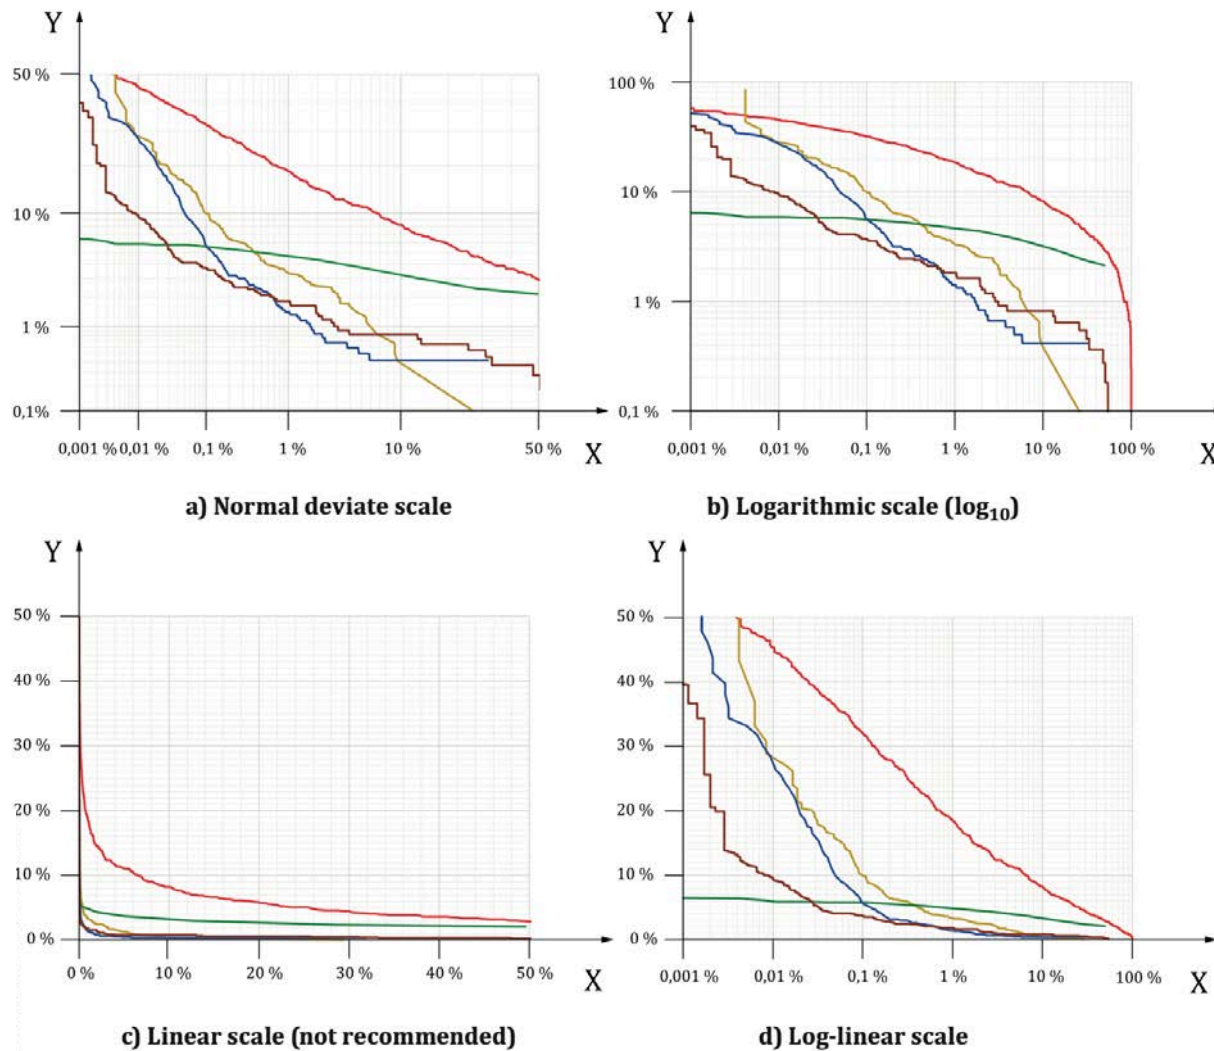 Y
50 %
10 %
1 %
0,1%
0,001 % 0,01 % 0,1 % 1 % 10 % 50 %
X
a) Normal deviate scale
Y
100 %
10 %
1 %
0,1 %
0,001 % 0,01 % 0,1 % 1 % 10 % 100 %
X
b) Logarithmic scale (log10)
Y
50 %
40 %
30 %
20 %
10 %
0 %
0% 10 % 20 % 30 % 40 % 50 %
X
c) Linear scale (not recommended)
Y
50 %
40 %
30 %
20 %
10 %
0 %
0,001 % 0,01 % 0,1 % 1 % 10 % 100 %
X
d) Log-linear scale